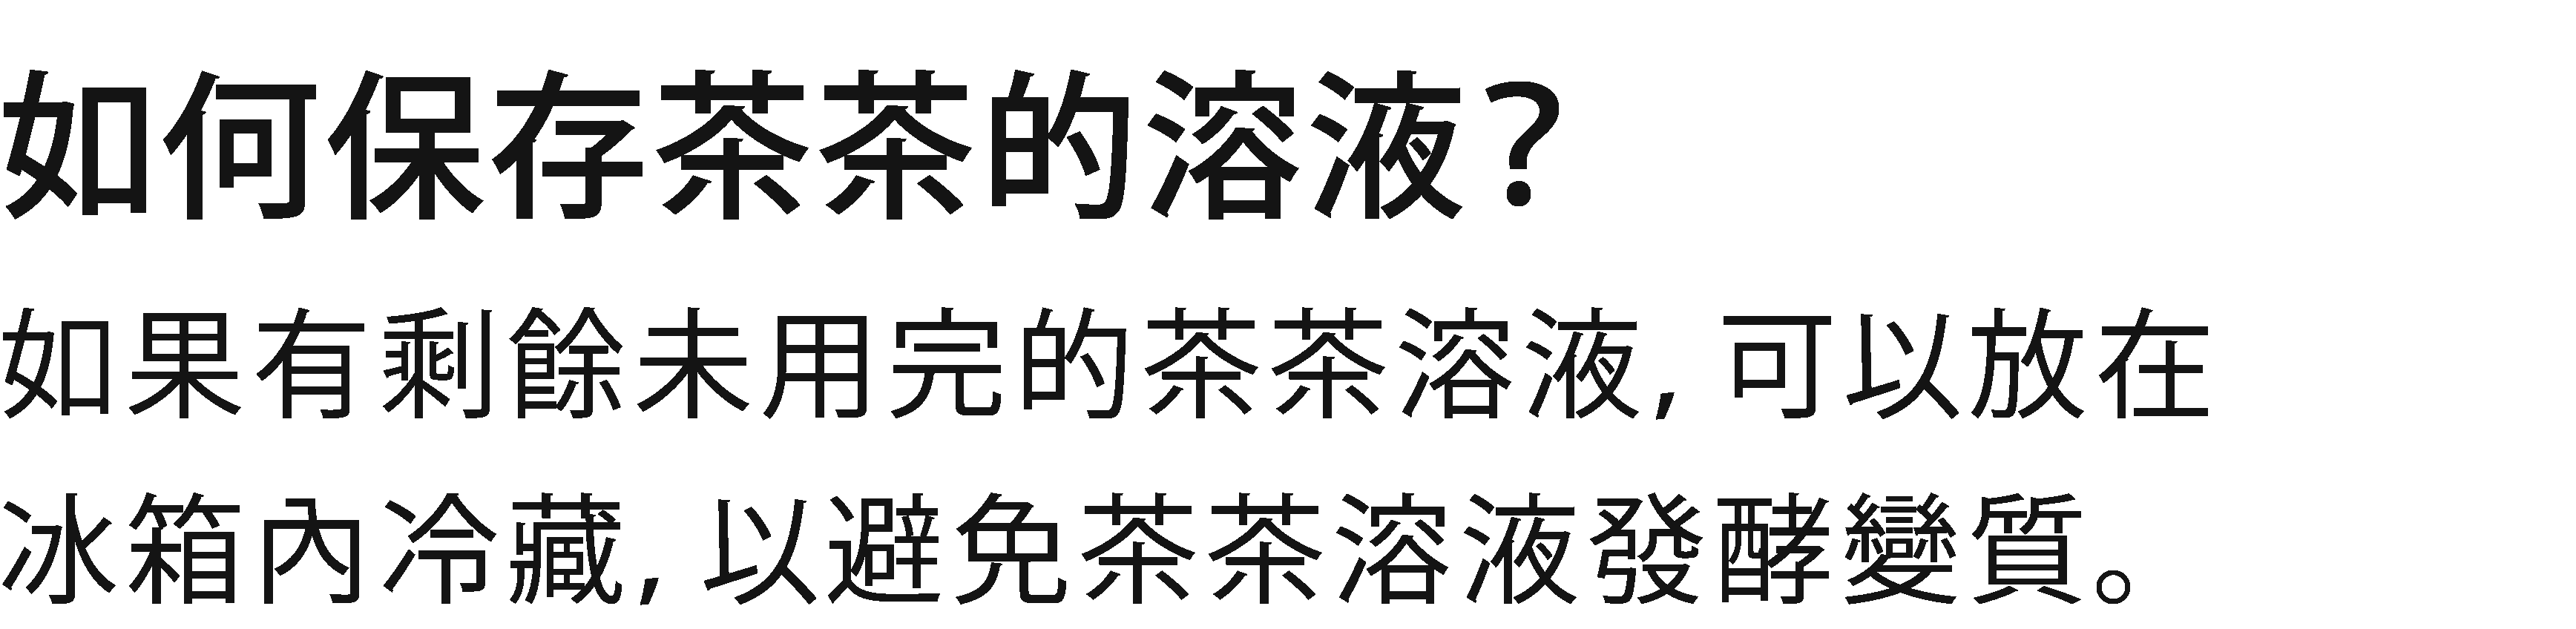 如何保存茶茶的溶液？
如果有剩餘未用完的茶茶溶液，可以放在
冰箱內冷藏，以避免茶茶溶液發酵變質。